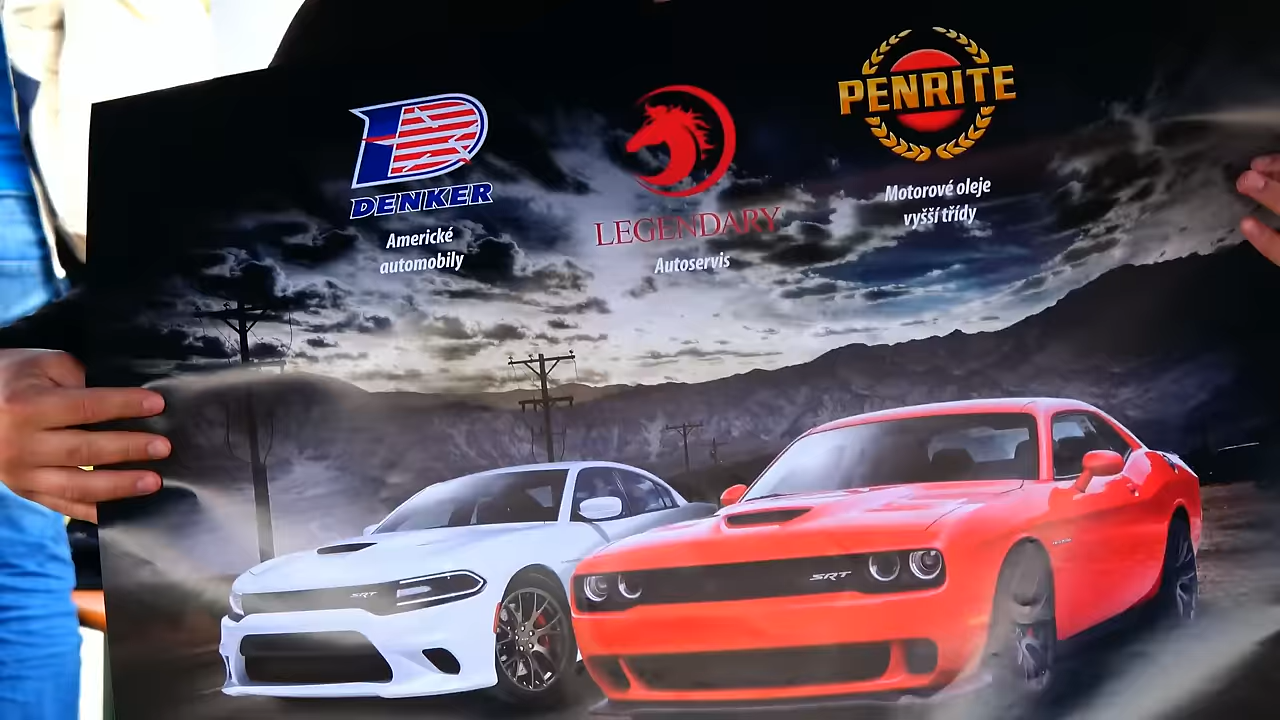 DENKER
Americké
automobily
LEGENDARY
Autoservis
PENRITE
Motorové oleje
vyšší třídy
SRT
SRT